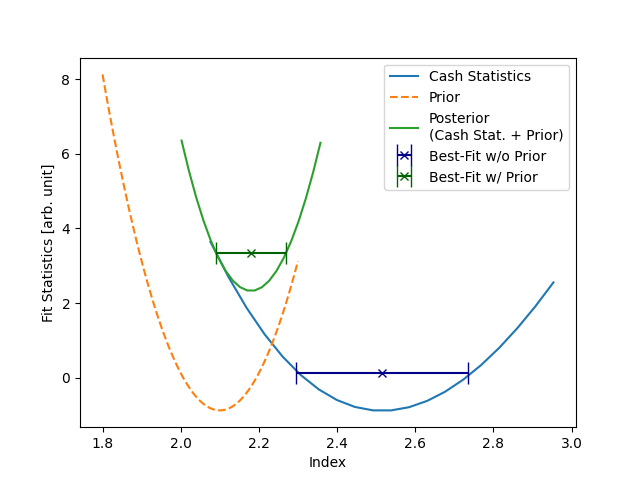 Fit Statistics [arb. unit]
8
6
4
2
0
1.8 2.0 2.2 2.4 2.6 2.8 3.0
Index
Cash Statistics
Prior
Posterior
(Cash Stat. + Prior)
Best-Fit w/o Prior
Best-Fit w/ Prior